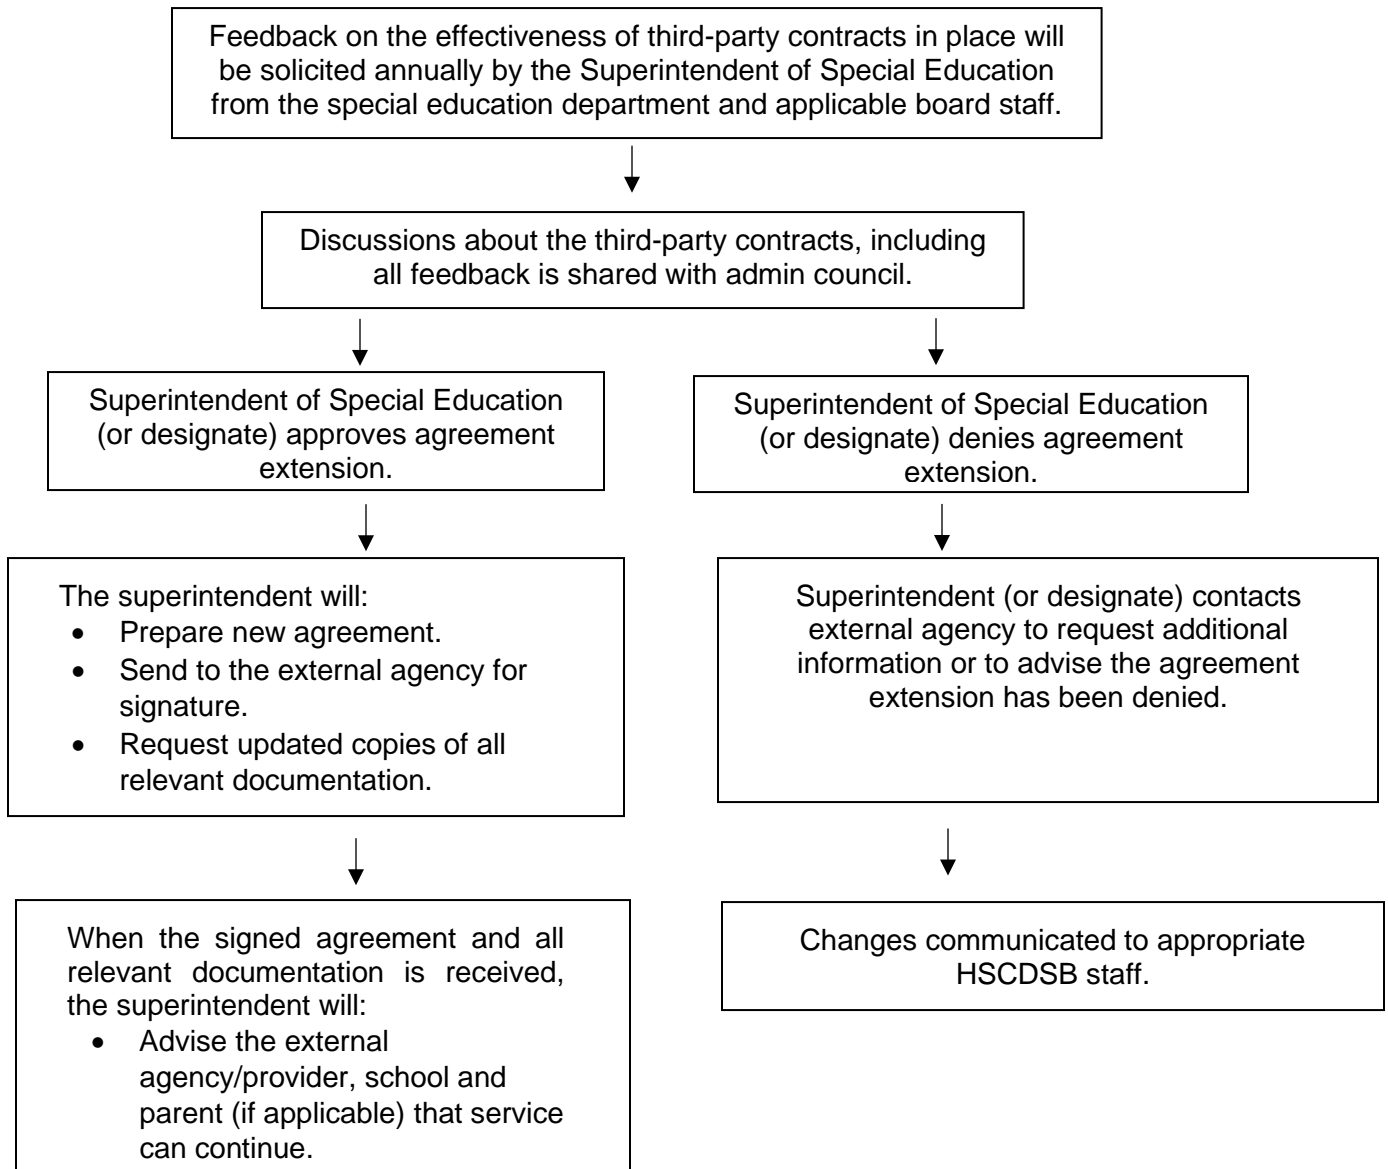 Feedback on the effectiveness of third-party contracts in place will
be solicited annually by the Superintendent of Special Education
from the special education department and applicable board staff.
Discussions about the third-party contracts, including
all feedback is shared with admin council.
Superintendent of Special Education
(or designate) approves agreement
extension.
Superintendent of Special Education
(or designate) denies agreement
extension.
The superintendent will:
• Prepare new agreement.
• Send to the external agency for
signature.
• Request updated copies of all
relevant documentation.
Superintendent (or designate) contacts
external agency to request additional
information or to advise the agreement
extension has been denied.
When the signed agreement and all
relevant documentation is received,
the superintendent will:
• Advise the external
agency/provider, school and
parent (if applicable) that service
can continue.
Changes communicated to appropriate
HSCDSB staff.